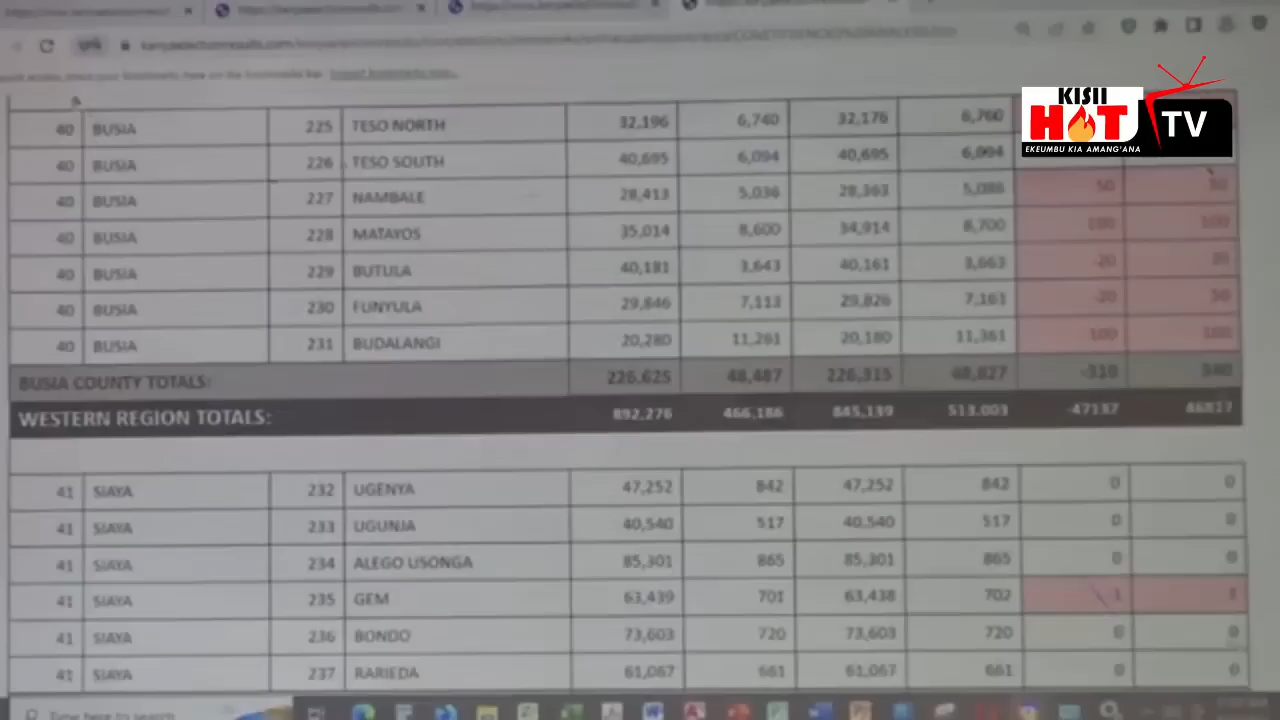 KISII
HOT TV
EKEUMBU KIA AMANG'ANA
40 BUSIA 225 TESO NORTH 32,196 6,740 32,176 6,760
40 BUSIA 226 TESO SOUTH 40,695 6,094 40,695 6,094
40 BUSIA 227 NAMBALE 28,413 5,036 28,363 5,086 50 50
40 BUSIA 228 MATAYOS 35,014 8,600 34,914 8,700 100
40 BUSIA 229 BUTULA 40,181 3,643 40,161 3,663 -20
40 BUSIA 230 FUNYULA 29,846 7,113 29,826 7,161 -20
40 BUSIA 231 BUDALANGI 20,280 11,261 20,180 11,361 100
BUSIA COUNTY TOTALS: 226,625 48,487 226,315 48,827 -310 340
WESTERN REGION TOTALS: 892,276 466,186 845,139 513.003 -47137 46817
41 SIAYA 232 UGENYA 47,252 842 47,252 842 0 0
41 SIAYA 233 UGUNJA 40,540 517 40,540 517 0 0
41 SIAYA 234 ALEGO USONGA 85,301 865 85,301 865 0 0
41 SIAYA 235 GEM 63,439 701 63,438 702 1 1
41 SIAYA 236 BONDO 73,603 720 73,603 720 0 0
41 SIAYA 237 RARIEDA 61,067 661 61,067 661 0 0
Type here to search